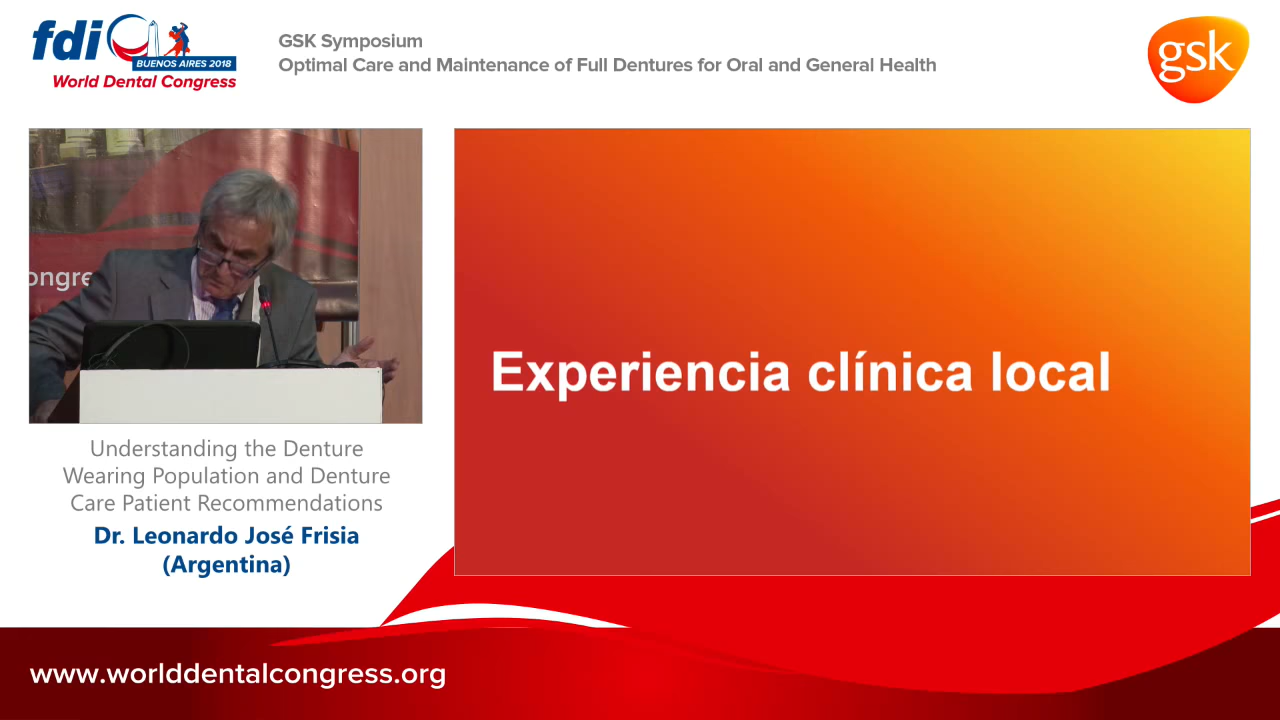 fdi
BUENOS AIRES 2018
World Dental Congress
GSK Symposium
Optimal Care and Maintenance of Full Dentures for Oral and General Health
gsk
ongre
Experiencia clínica local
Understanding the Denture
Wearing Population and Denture
Care Patient Recommendations
Dr. Leonardo José Frisia
(Argentina)
www.worlddentalcongress.org